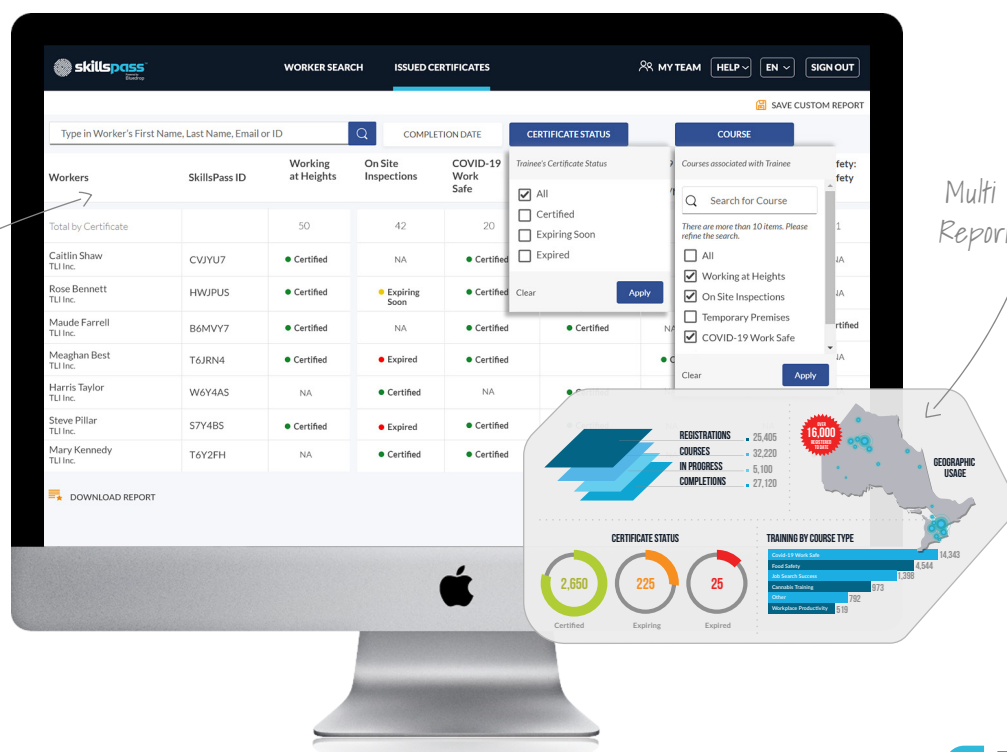 skillspass
Bluedrop
WORKER SEARCH
ISSUED CERTIFICATES
MY TEAM
HELP
EN
SIGN OUT
SAVE CUSTOM REPORT
Type in Worker's First Name, Last Name, Email or ID
COMPLETION DATE
CERTIFICATE STATUS
COURSE
Workers
SkillsPass ID
Working
at Heights
On Site
Inspections
COVID-19
Work
Safe
Trainee's Certificate Status
All
Certified
Expiring Soon
Expired
Clear
Apply
Courses associated with Trainee
Search for Course
There are more than 10 items. Please
refine the search.
All
Working at Heights
On Site Inspections
Temporary Premises
COVID-19 Work Safe
Clear
Apply
fety:
fety
Total by Certificate 50 42 20 1
Caitlin Shaw
TLI Inc.
CVJYU7 Certified NA Certified
Rose Bennett
TLI Inc.
HWJPUS Certified Expiring
Soon
Certified
Maude Farrell
TLI Inc.
B6MVY7 Certified NA Certified Certified
rtified
Meaghan Best
TLI Inc.
T6JRN4 Certified Expired Certified
Harris Taylor
TLI Inc.
W6Y4AS NA Certified NA
Steve Pillar
TLI Inc.
S7Y4BS Certified Expired Certified
Mary Kennedy
TLI Inc.
T6Y2FH NA Certified Certified
DOWNLOAD REPORT
Multi
Repor
REGISTRATIONS 25,405
COURSES 32,220
IN PROGRESS 5,100
COMPLETIONS 27,120
OVER
16,000
REGISTERED
TO DATE
GEOGRAPHIC
USAGE
CERTIFICATE STATUS
2,650
Certified
225
Expiring
25
Expired
TRAINING BY COURSE TYPE
Covid-19 Work Safe 14,343
Food Safety 4,544
Job Search Success 1,398
Cannabis Training 973
Other 792
Workplace Productivity 519